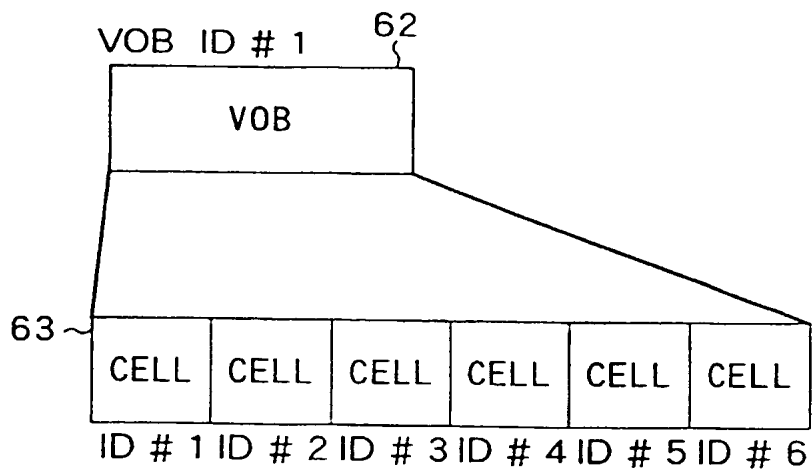 VOB ID # 1 62
VOB
63 CELL CELL CELL CELL CELL CELL
ID # 1 ID # 2 ID # 3 ID # 4 ID # 5 ID # 6